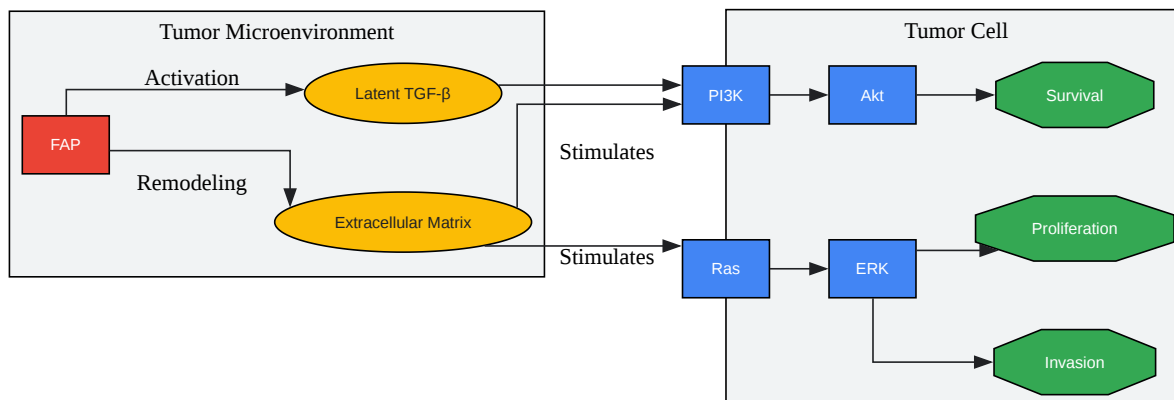 Tumor Microenvironment
Tumor Cell
Activation
Latent TGF-β
PI3K
Akt
Survival
FAP
Stimulates
Remodeling
Extracellular Matrix
Proliferation
Stimulates
Ras
ERK
Invasion